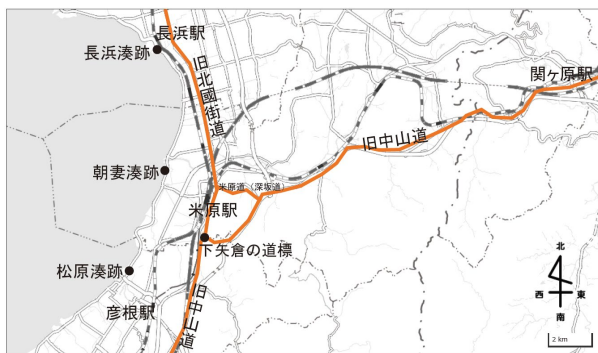 長浜駅
長浜湊跡
旧北國街道
関ヶ原駅
旧中山道
朝妻湊跡
米原道（深坂道）
米原駅
下矢倉の道標
松原湊跡
彦根駅
旧中山道
北
西
東
南
2 km